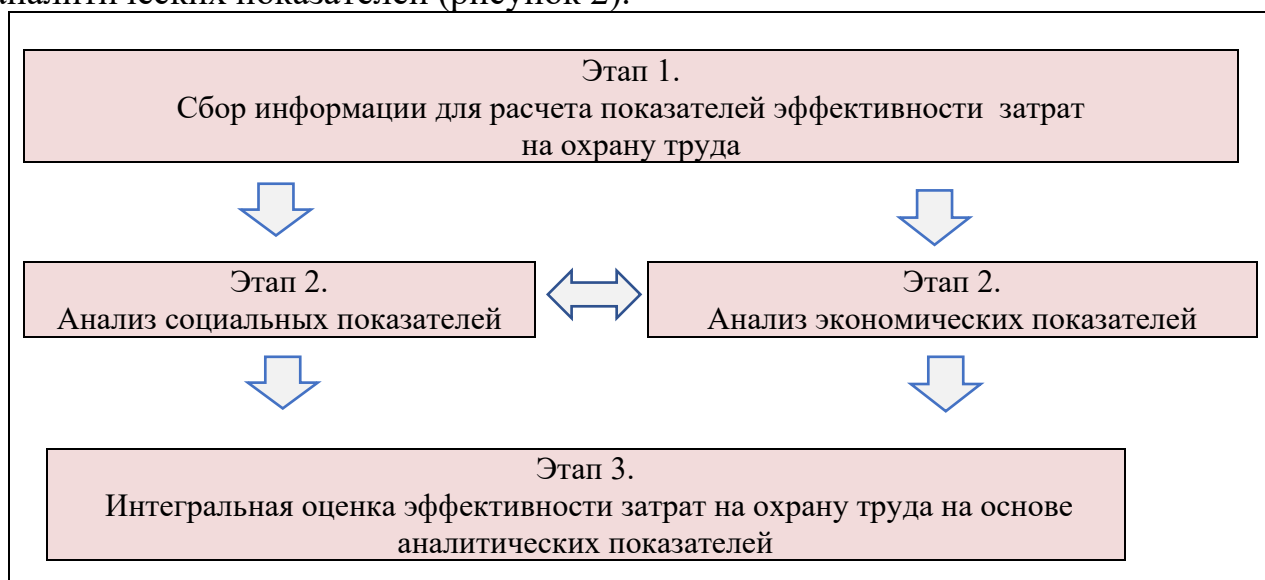 аналитических показателей (рисунок 2).
Этап 1.
Сбор информации для расчета показателей эффективности затрат
на охрану труда
Этап 2.
Анализ социальных показателей
Этап 2.
Анализ экономических показателей
Этап 3.
Интегральная оценка эффективности затрат на охрану труда на основе
аналитических показателей